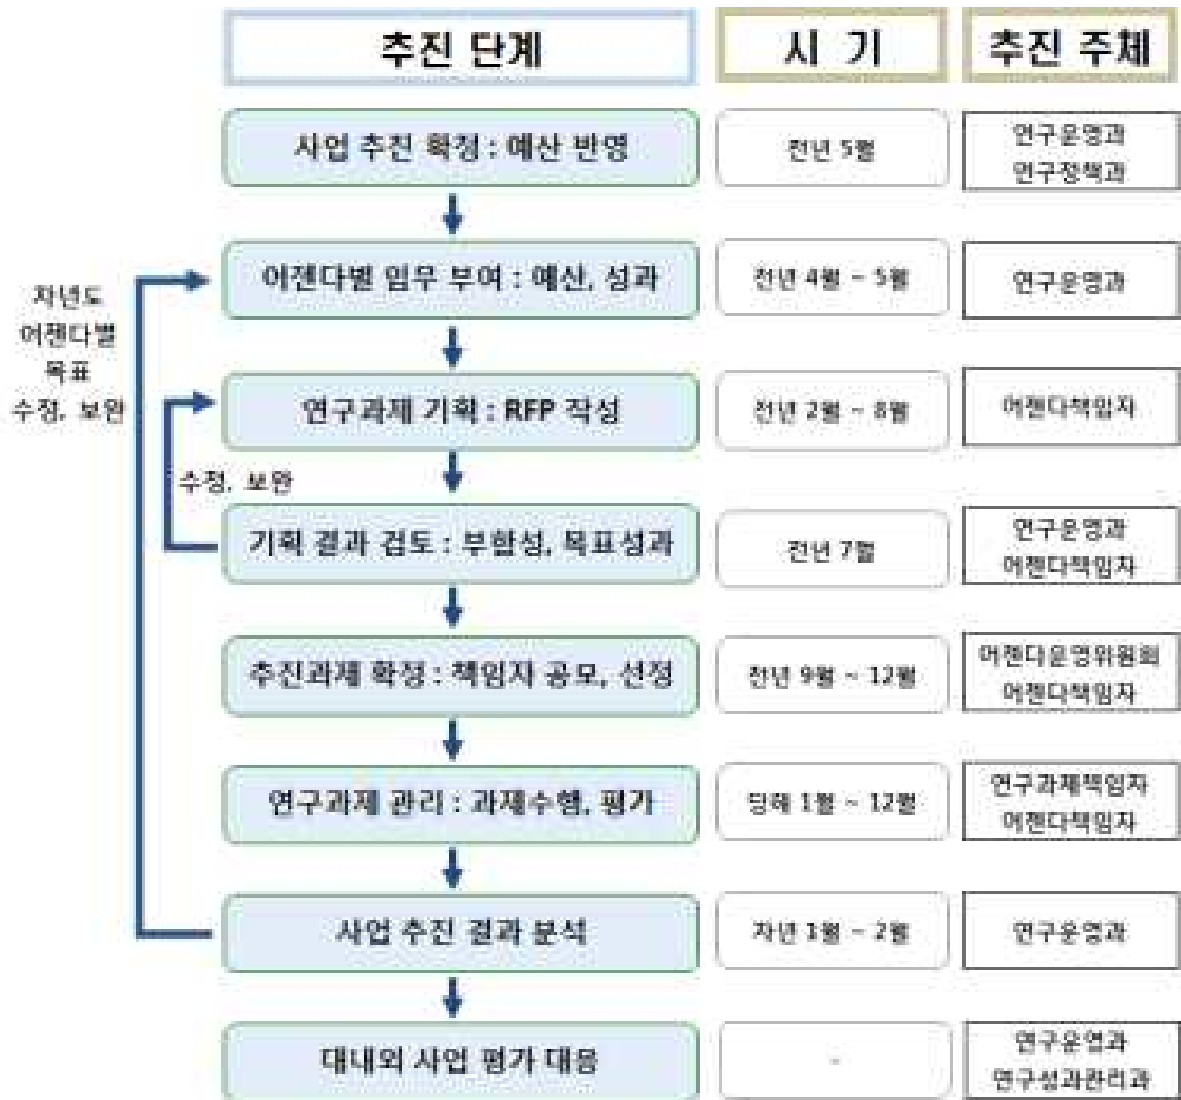 추진 단계
시 기
추진 주체
사업 추진 확정 : 예산 반영
전년 5월
연구운영과
연구정책과
어젠다별 임무 부여 : 예산, 성과
전년 4월 ~ 5월
연구운영과
차년도
어젠다별
목표
수정, 보완
연구과제 기획 : RFP 작성
전년 2월 ~ 8월
어젠다책임자
수정, 보완
기획 결과 검토 : 부합성, 목표성과
전년 7월
연구운영과
어젠다책임자
추진과제 확정 : 책임자 공모, 선정
전년 9월 ~ 12월
어젠다운영위원회
어젠다책임자
연구과제 관리 : 과제수행, 평가
당해 1월 ~ 12월
연구과제책임자
어젠다책임자
사업 추진 결과 분석
차년 1월 ~ 2월
연구운영과
대내외 사업 평가 대응
-
연구운영과
연구성과관리과